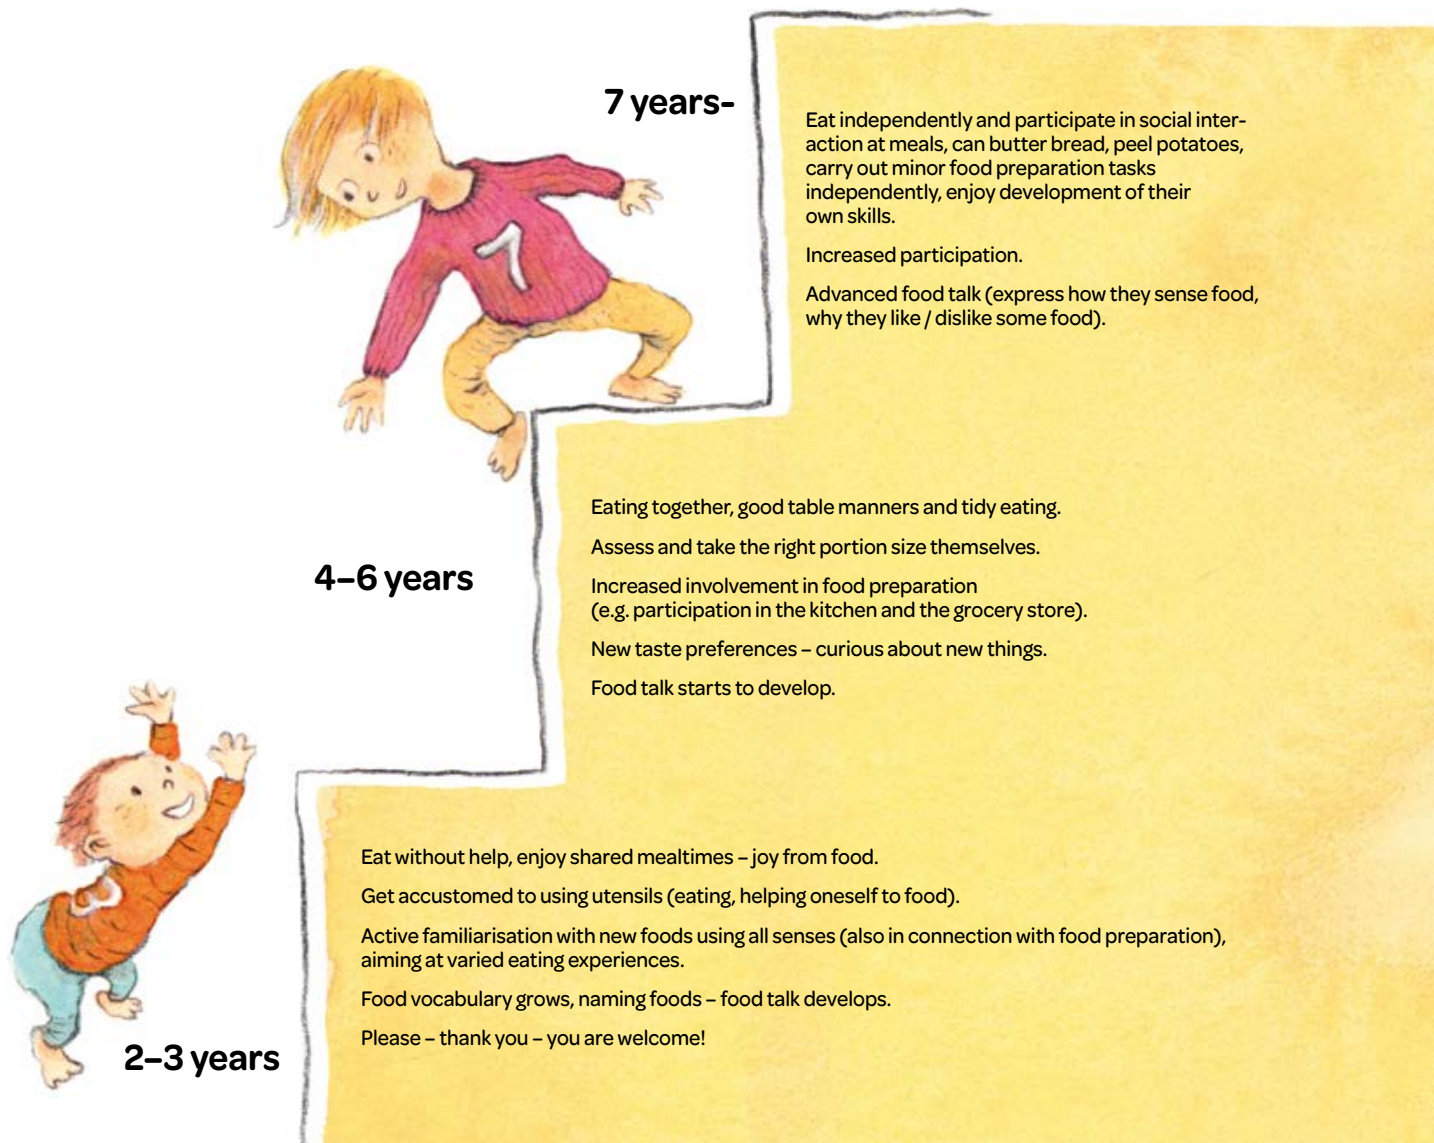 7 years-
Eat independently and participate in social inter-
action at meals, can butter bread, peel potatoes,
carry out minor food preparation tasks
independently, enjoy development of their
own skills.
Increased participation.
Advanced food talk (express how they sense food,
why they like / dislike some food).
7
4–6 years
Eating together, good table manners and tidy eating.
Assess and take the right portion size themselves.
Increased involvement in food preparation
(e.g. participation in the kitchen and the grocery store).
New taste preferences – curious about new things.
Food talk starts to develop.
3
2–3 years
Eat without help, enjoy shared mealtimes – joy from food.
Get accustomed to using utensils (eating, helping oneself to food).
Active familiarisation with new foods using all senses (also in connection with food preparation),
aiming at varied eating experiences.
Food vocabulary grows, naming foods – food talk develops.
Please – thank you – you are welcome!